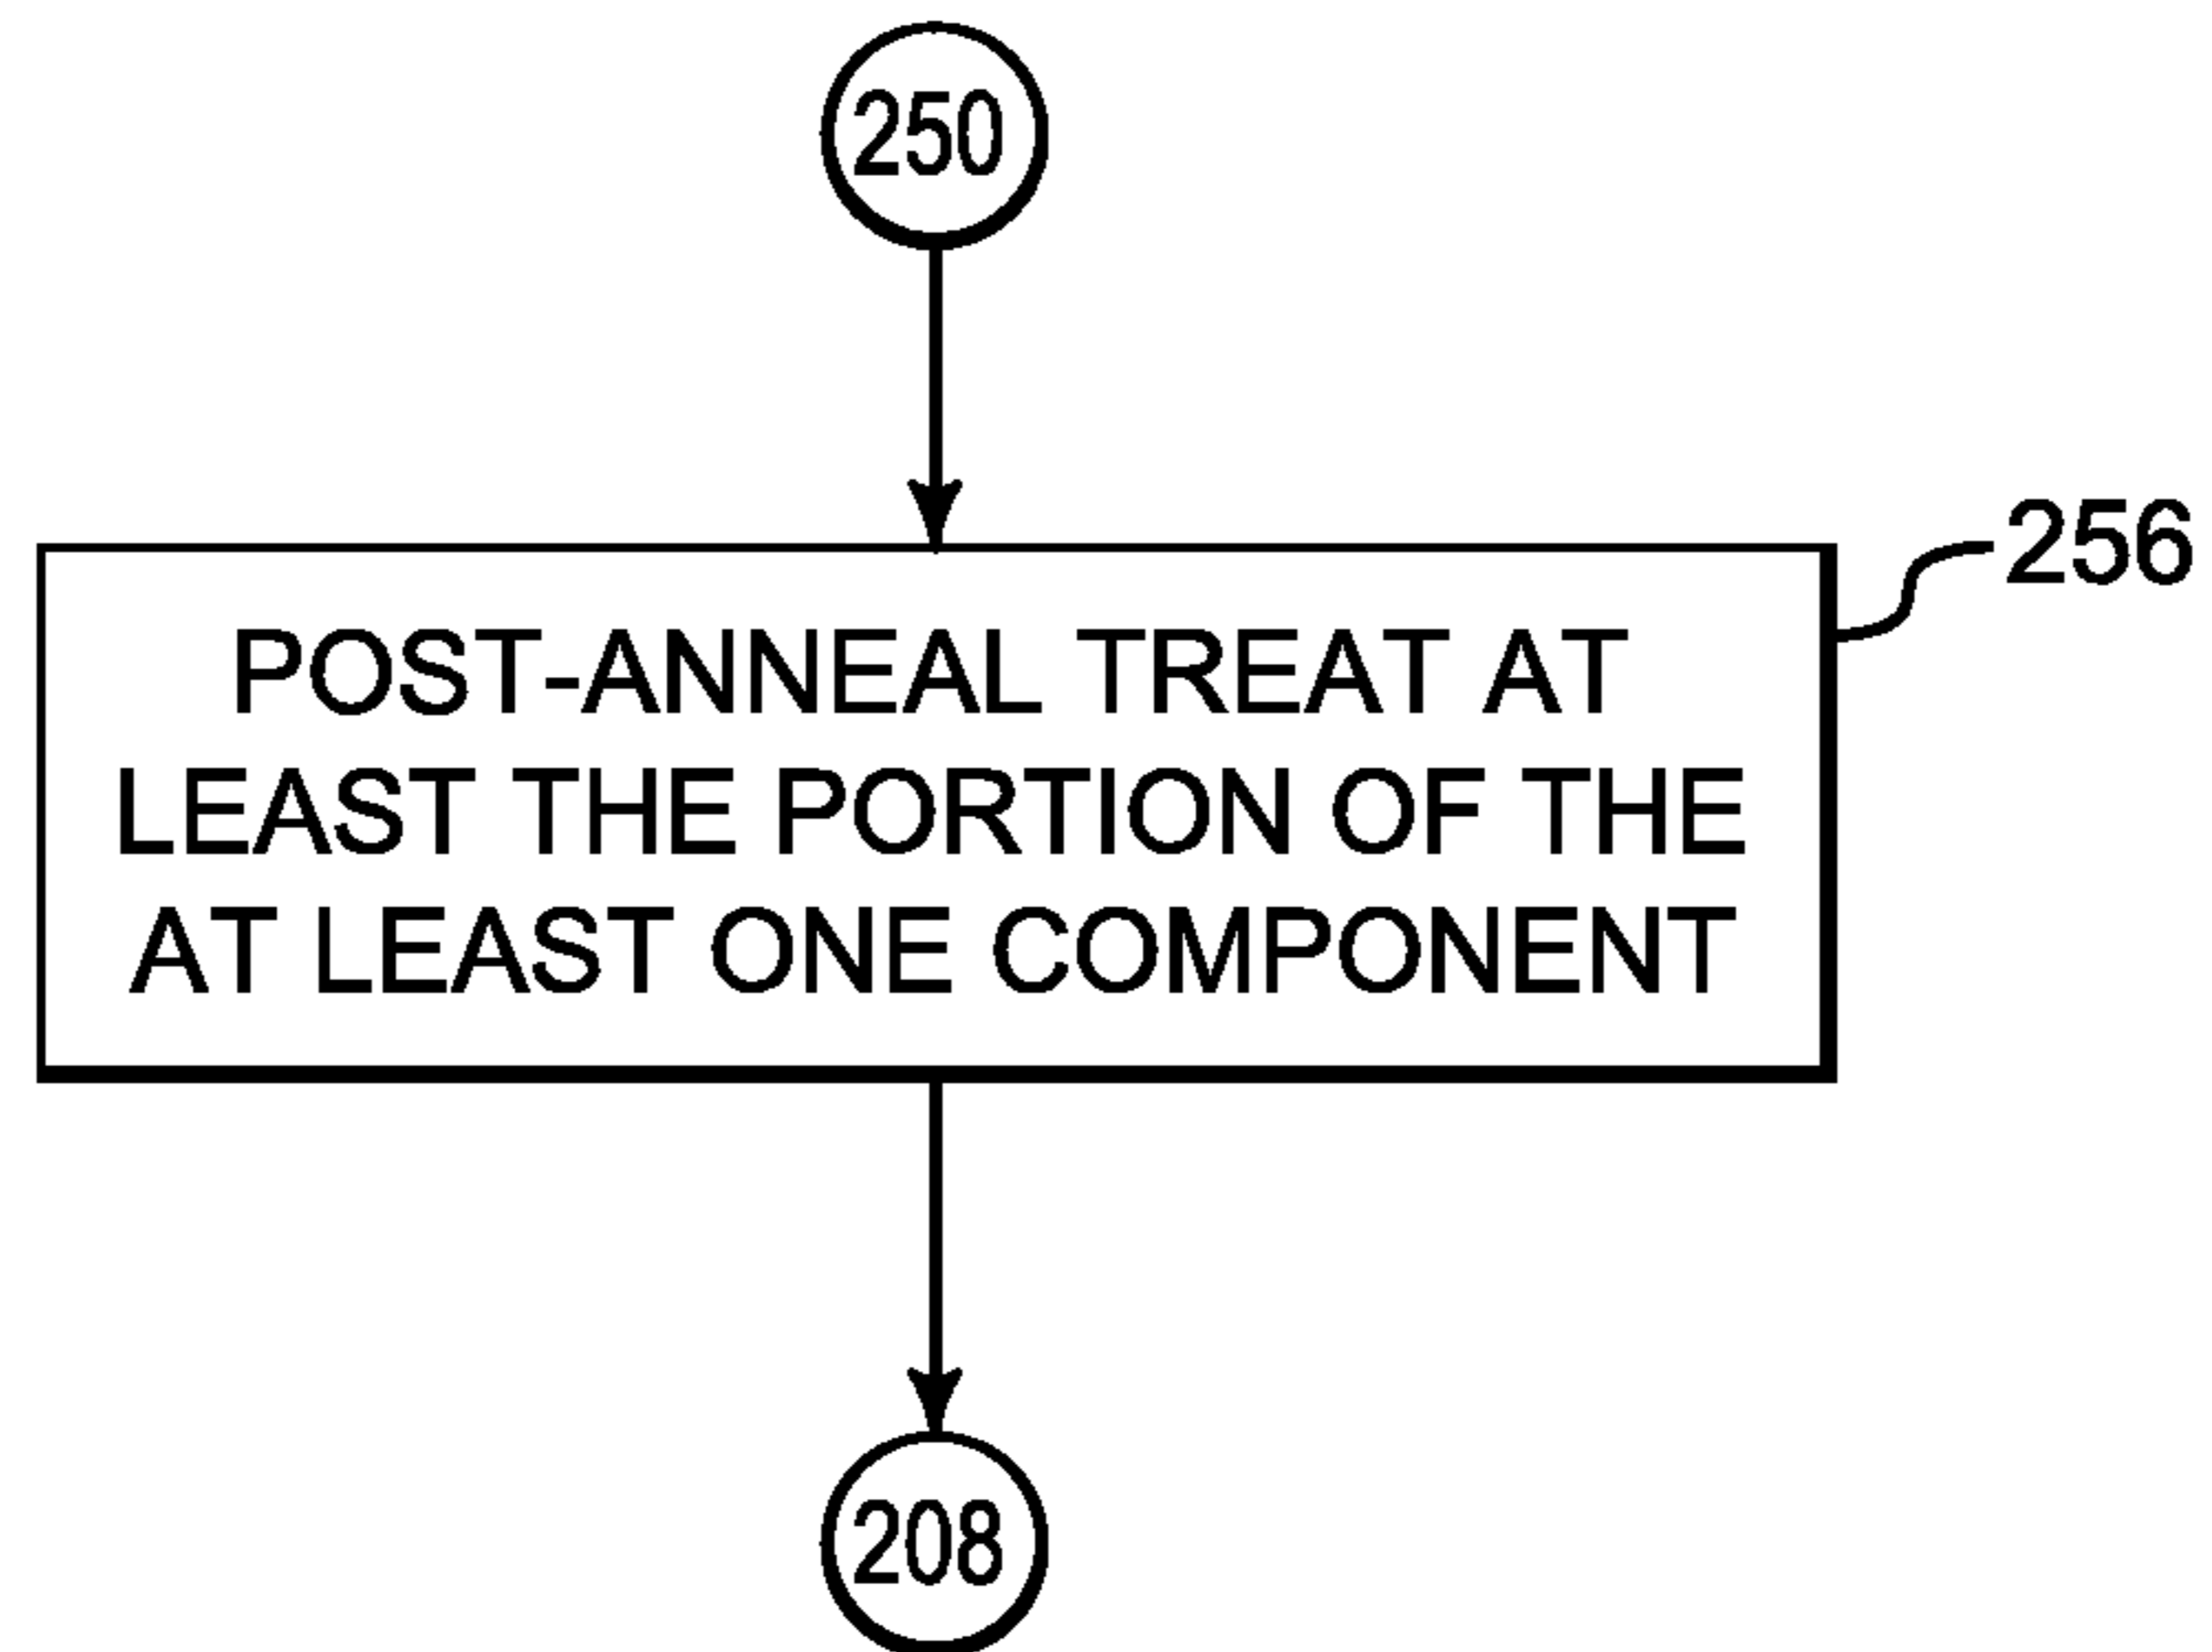 250
256
POST-ANNEAL TREAT AT
LEAST THE PORTION OF THE
AT LEAST ONE COMPONENT
208